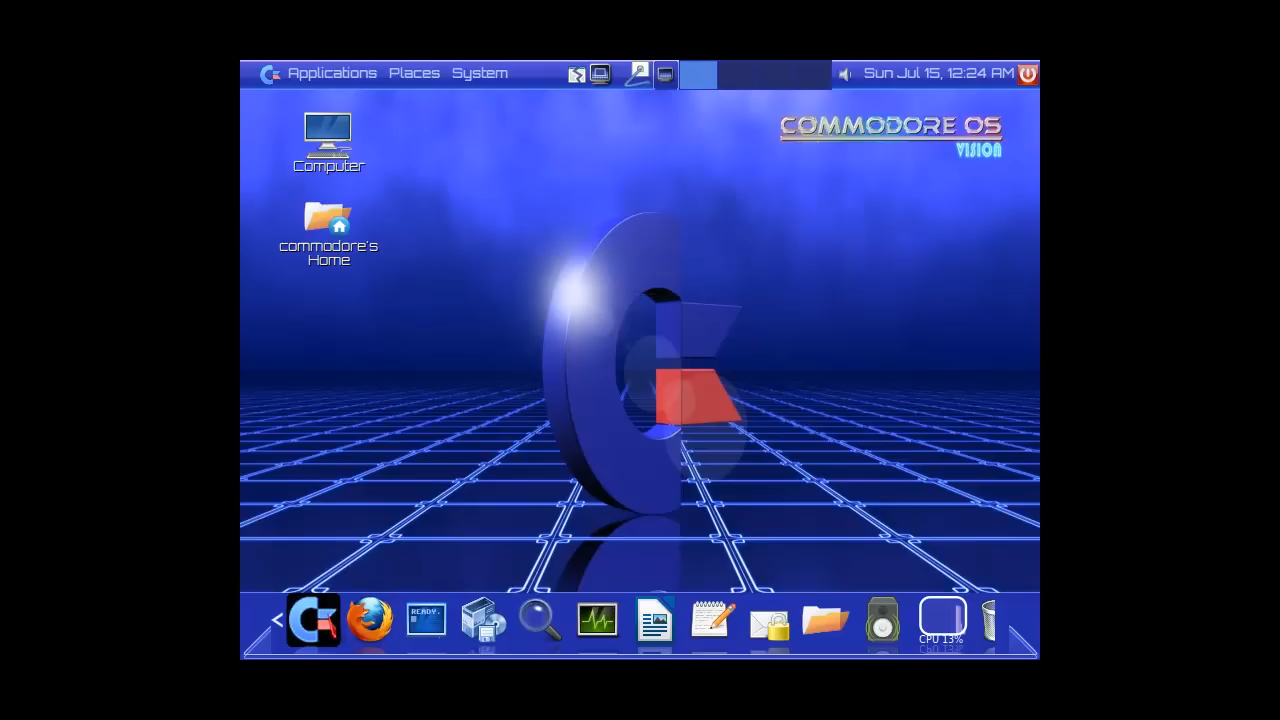 Applications Places System Sun Jul 15, 12:24 AM
COMMODORE OS
VISION
Computer
commodore's
Home
READY.
CPU 13%